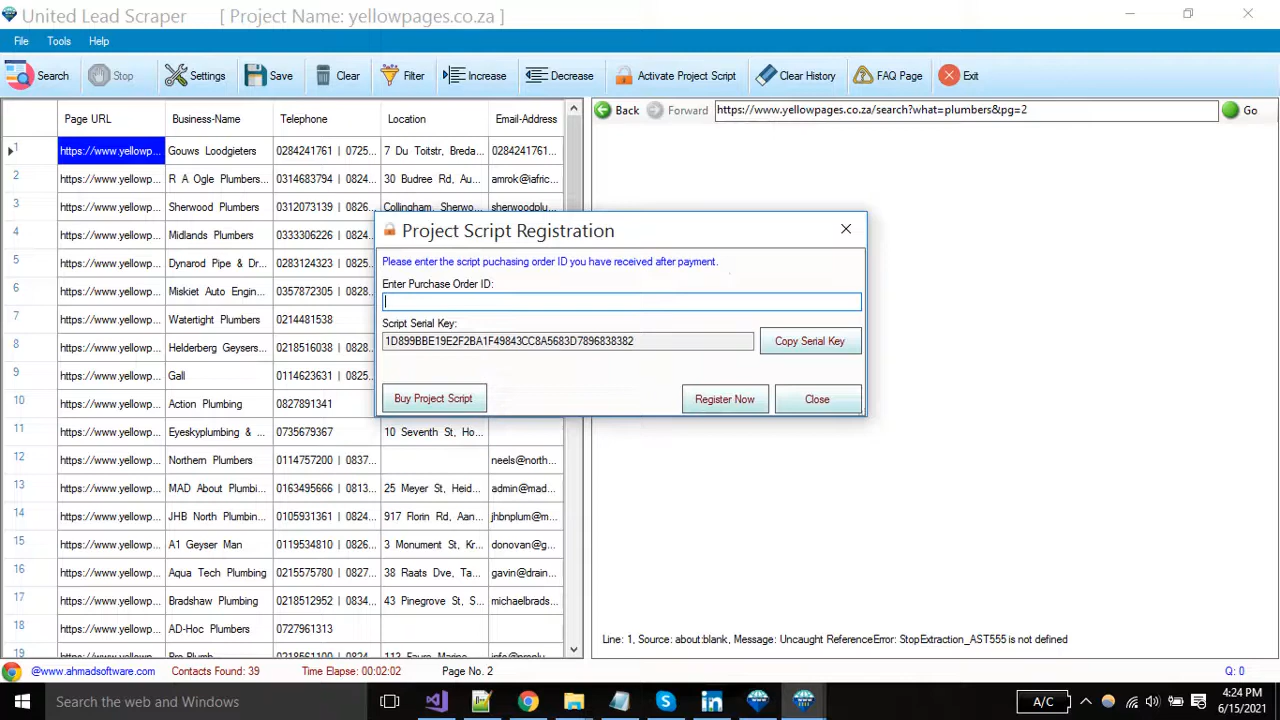 United Lead Scraper [ Project Name: yellowpages.co.za ]
File Tools Help
Search Stop Settings Save Clear Filter Increase Decrease Activate Project Script Clear History FAQ Page Exit
Back Forward https://www.yellowpages.co.za/search?what=plumbers&pg=2 Go
Page URL Business-Name Telephone Location Email-Address
1 https://www.yellowp... Gouws Loodgieters 0284241761 | 0725... 7 Du Toitstr, Breda... 0284241761...
2 https://www.yellowp... R A Ogle Plumbers... 0314683794 | 0824... 30 Budree Rd, Au... amrok@iafric...
3 https://www.yellowp... Sherwood Plumbers 0312073139 | 0826... Collingham, Sherwo... sherwoodplu...
4 https://www.yellowp... Midlands Plumbers 0333306226 | 0824...
5 https://www.yellowp... Dynarod Pipe & Dr... 0283124323 | 0825...
6 https://www.yellowp... Miskiet Auto Engin... 0357872305 | 0824...
7 https://www.yellowp... Watertight Plumbers 0214481538
8 https://www.yellowp... Helderberg Geysers... 0218516038 | 0824...
9 https://www.yellowp... Gall 0114623631 | 0825...
10 https://www.yellowp... Action Plumbing 0827891341
11 https://www.yellowp... Eyeskyplumbing & ... 0735679367 10 Seventh St, Ho...
12 https://www.yellowp... Northern Plumbers 0114757200 | 0837... neels@north...
13 https://www.yellowp... MAD About Plumbi... 0163495666 | 0813... 25 Meyer St, Heid... admin@mad...
14 https://www.yellowp... JHB North Plumbin... 0105931361 | 0824... 917 Florin Rd, Aan... jhbnplum@m...
15 https://www.yellowp... A1 Geyser Man 0119534810 | 0826... 3 Monument St, Kr... donovan@g...
16 https://www.yellowp... Aqua Tech Plumbing 0215575780 | 0827... 38 Raats Dve, Ta... gavin@drain...
17 https://www.yellowp... Bradshaw Plumbing 0218512952 | 0834... 43 Pinegrove St, S... michaelbrads...
18 https://www.yellowp... AD-Hoc Plumbers 0727961313
19 https://www.yellowp... Pro-Plumb 0218561100 | 0824...
Project Script Registration
Please enter the script puchasing order ID you have received after payment.
Enter Purchase Order ID:
Script Serial Key:
1D899BBE19E2F2BA1F49843CC8A5683D7896838382 Copy Serial Key
Buy Project Script Register Now Close
Line: 1, Source: about:blank, Message: Uncaught ReferenceError: StopExtraction_AST555 is not defined
@www.ahmadsoftware.com Contacts Found: 39 Time Elapse: 00:02:02 Page No. 2 Q: 0
Search the web and Windows A/C 4:24 PM
6/15/2021